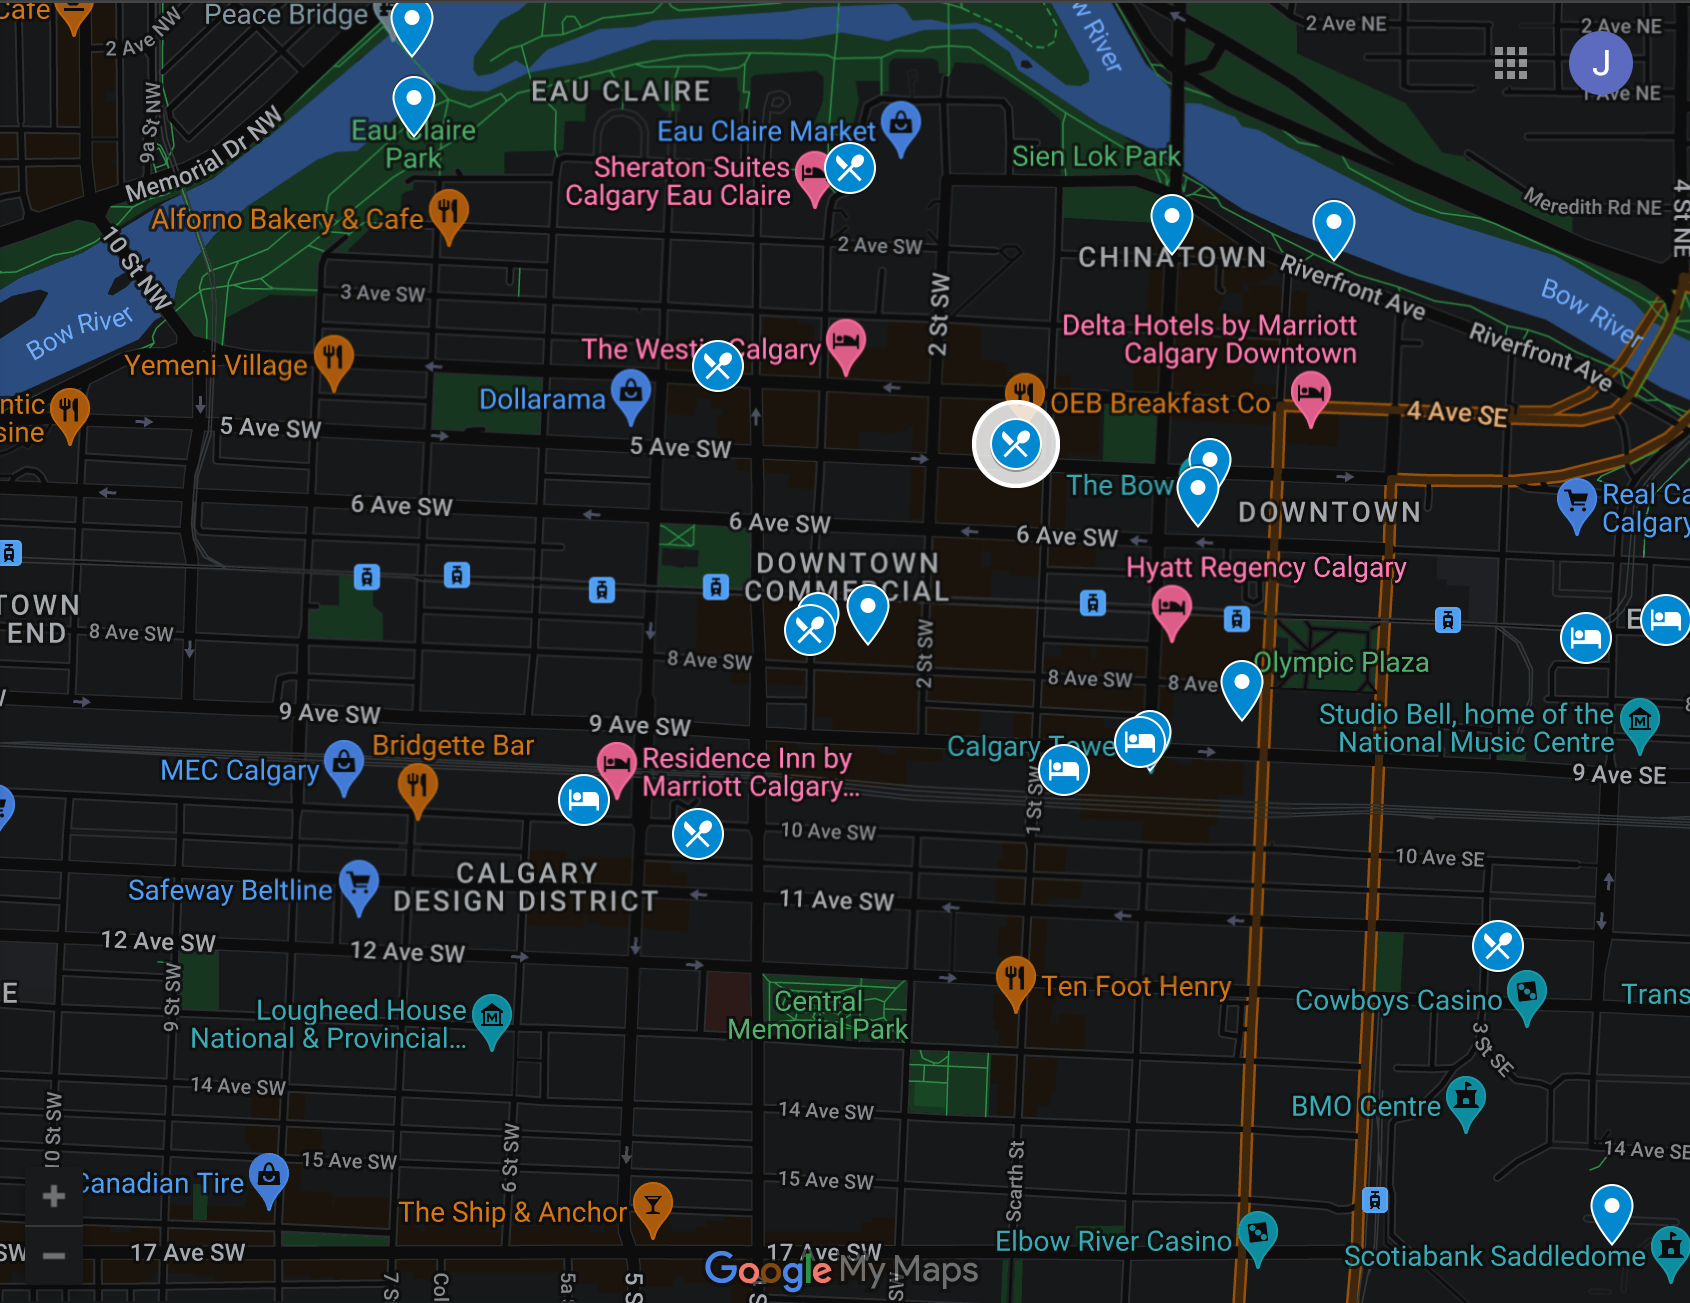 Cafe
2 Ave NW
Peace Bridge
9a St NW
Memorial Dr NW
EAU CLAIRE
Bow River
2 Ave NE
2 Ave NE
1 Ave NE
J
Eau Claire
Park
Eau Claire Market
Sheraton Suites
Calgary Eau Claire
Sien Lok Park
4 St NE
Meredith Rd NE
Alforno Bakery & Cafe
10 St NW
2 Ave SW
CHINATOWN
Riverfront Ave
Bow River
3 Ave SW
2 St SW
Bow River
Yemeni Village
The Westin Calgary
Delta Hotels by Marriott
Calgary Downtown
Riverfront Ave
Dollarama
OEB Breakfast Co
4 Ave SE
ntic
sine
5 Ave SW
5 Ave SW
The Bow
DOWNTOWN
Real Ca
Calgary
6 Ave SW
6 Ave SW
6 Ave SW
DOWNTOWN
COMMERCIAL
Hyatt Regency Calgary
TOWN
END
8 Ave SW
8 Ave SW
2 St SW
8 Ave SW
8 Ave
Olympic Plaza
E
9 Ave SW
9 Ave SW
Studio Bell, home of the
National Music Centre
MEC Calgary
Bridgette Bar
Residence Inn by
Marriott Calgary...
Calgary Towe
9 Ave SE
1 St SW
10 Ave SW
10 Ave SE
Safeway Beltline
CALGARY
DESIGN DISTRICT
11 Ave SW
12 Ave SW
12 Ave SW
E
9 St SW
Lougheed House
National & Provincial...
Central
Memorial Park
Ten Foot Henry
Cowboys Casino
Trans
3 St SE
14 Ave SW
14 Ave SW
BMO Centre
10 St SW
6 St SW
Scarth St
14 Ave SE
15 Ave SW
15 Ave SW
Canadian Tire
The Ship & Anchor
Elbow River Casino
Scotiabank Saddledome
SW
17 Ave SW
17 Ave SW
Google My Maps
7 S
Col
5a S
5 S
S
SW